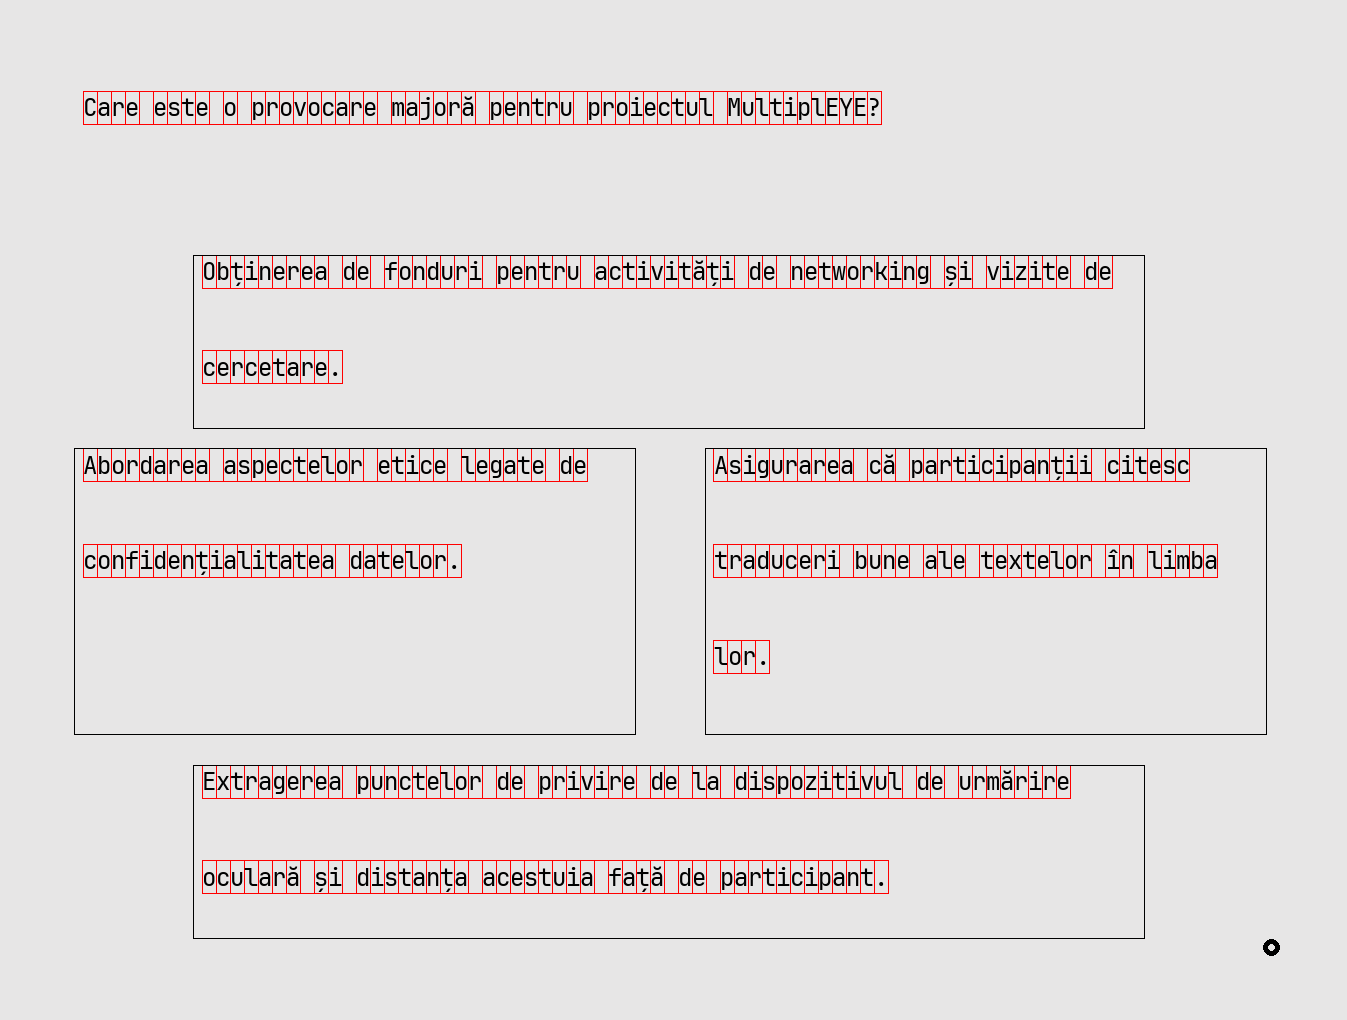 Care este o provocare majoră pentru proiectul MultiplEYE?
Obținerea de fonduri pentru activități de networking și vizite de
cercetare.
Abordarea aspectelor etice legate de
confidențialitatea datelor.
Asigurarea că participanții citesc
traduceri bune ale textelor în limba
lor.
Extragerea punctelor de privire de la dispozitivul de urmărire
oculară și distanța acestuia față de participant.